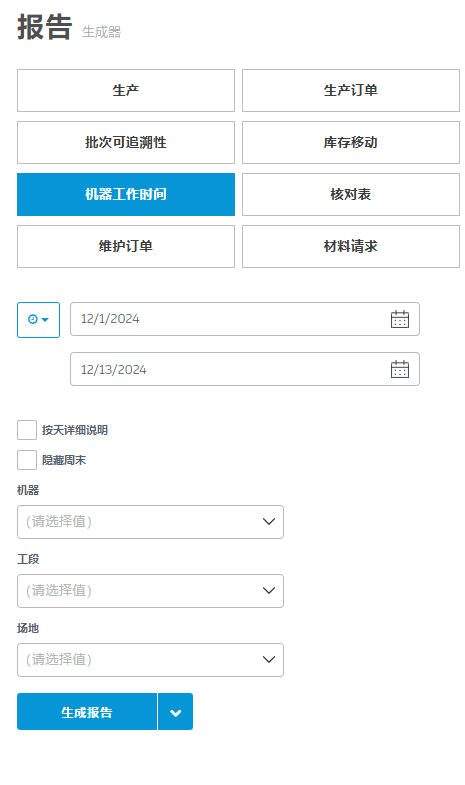 报告 生成器
生产
生产订单
批次可追溯性
库存移动
机器工作时间
核对表
维护订单
材料请求
12/1/2024
12/13/2024
按天详细说明
隐藏周末
机器
(请选择值)
工段
(请选择值)
场地
(请选择值)
生成报告